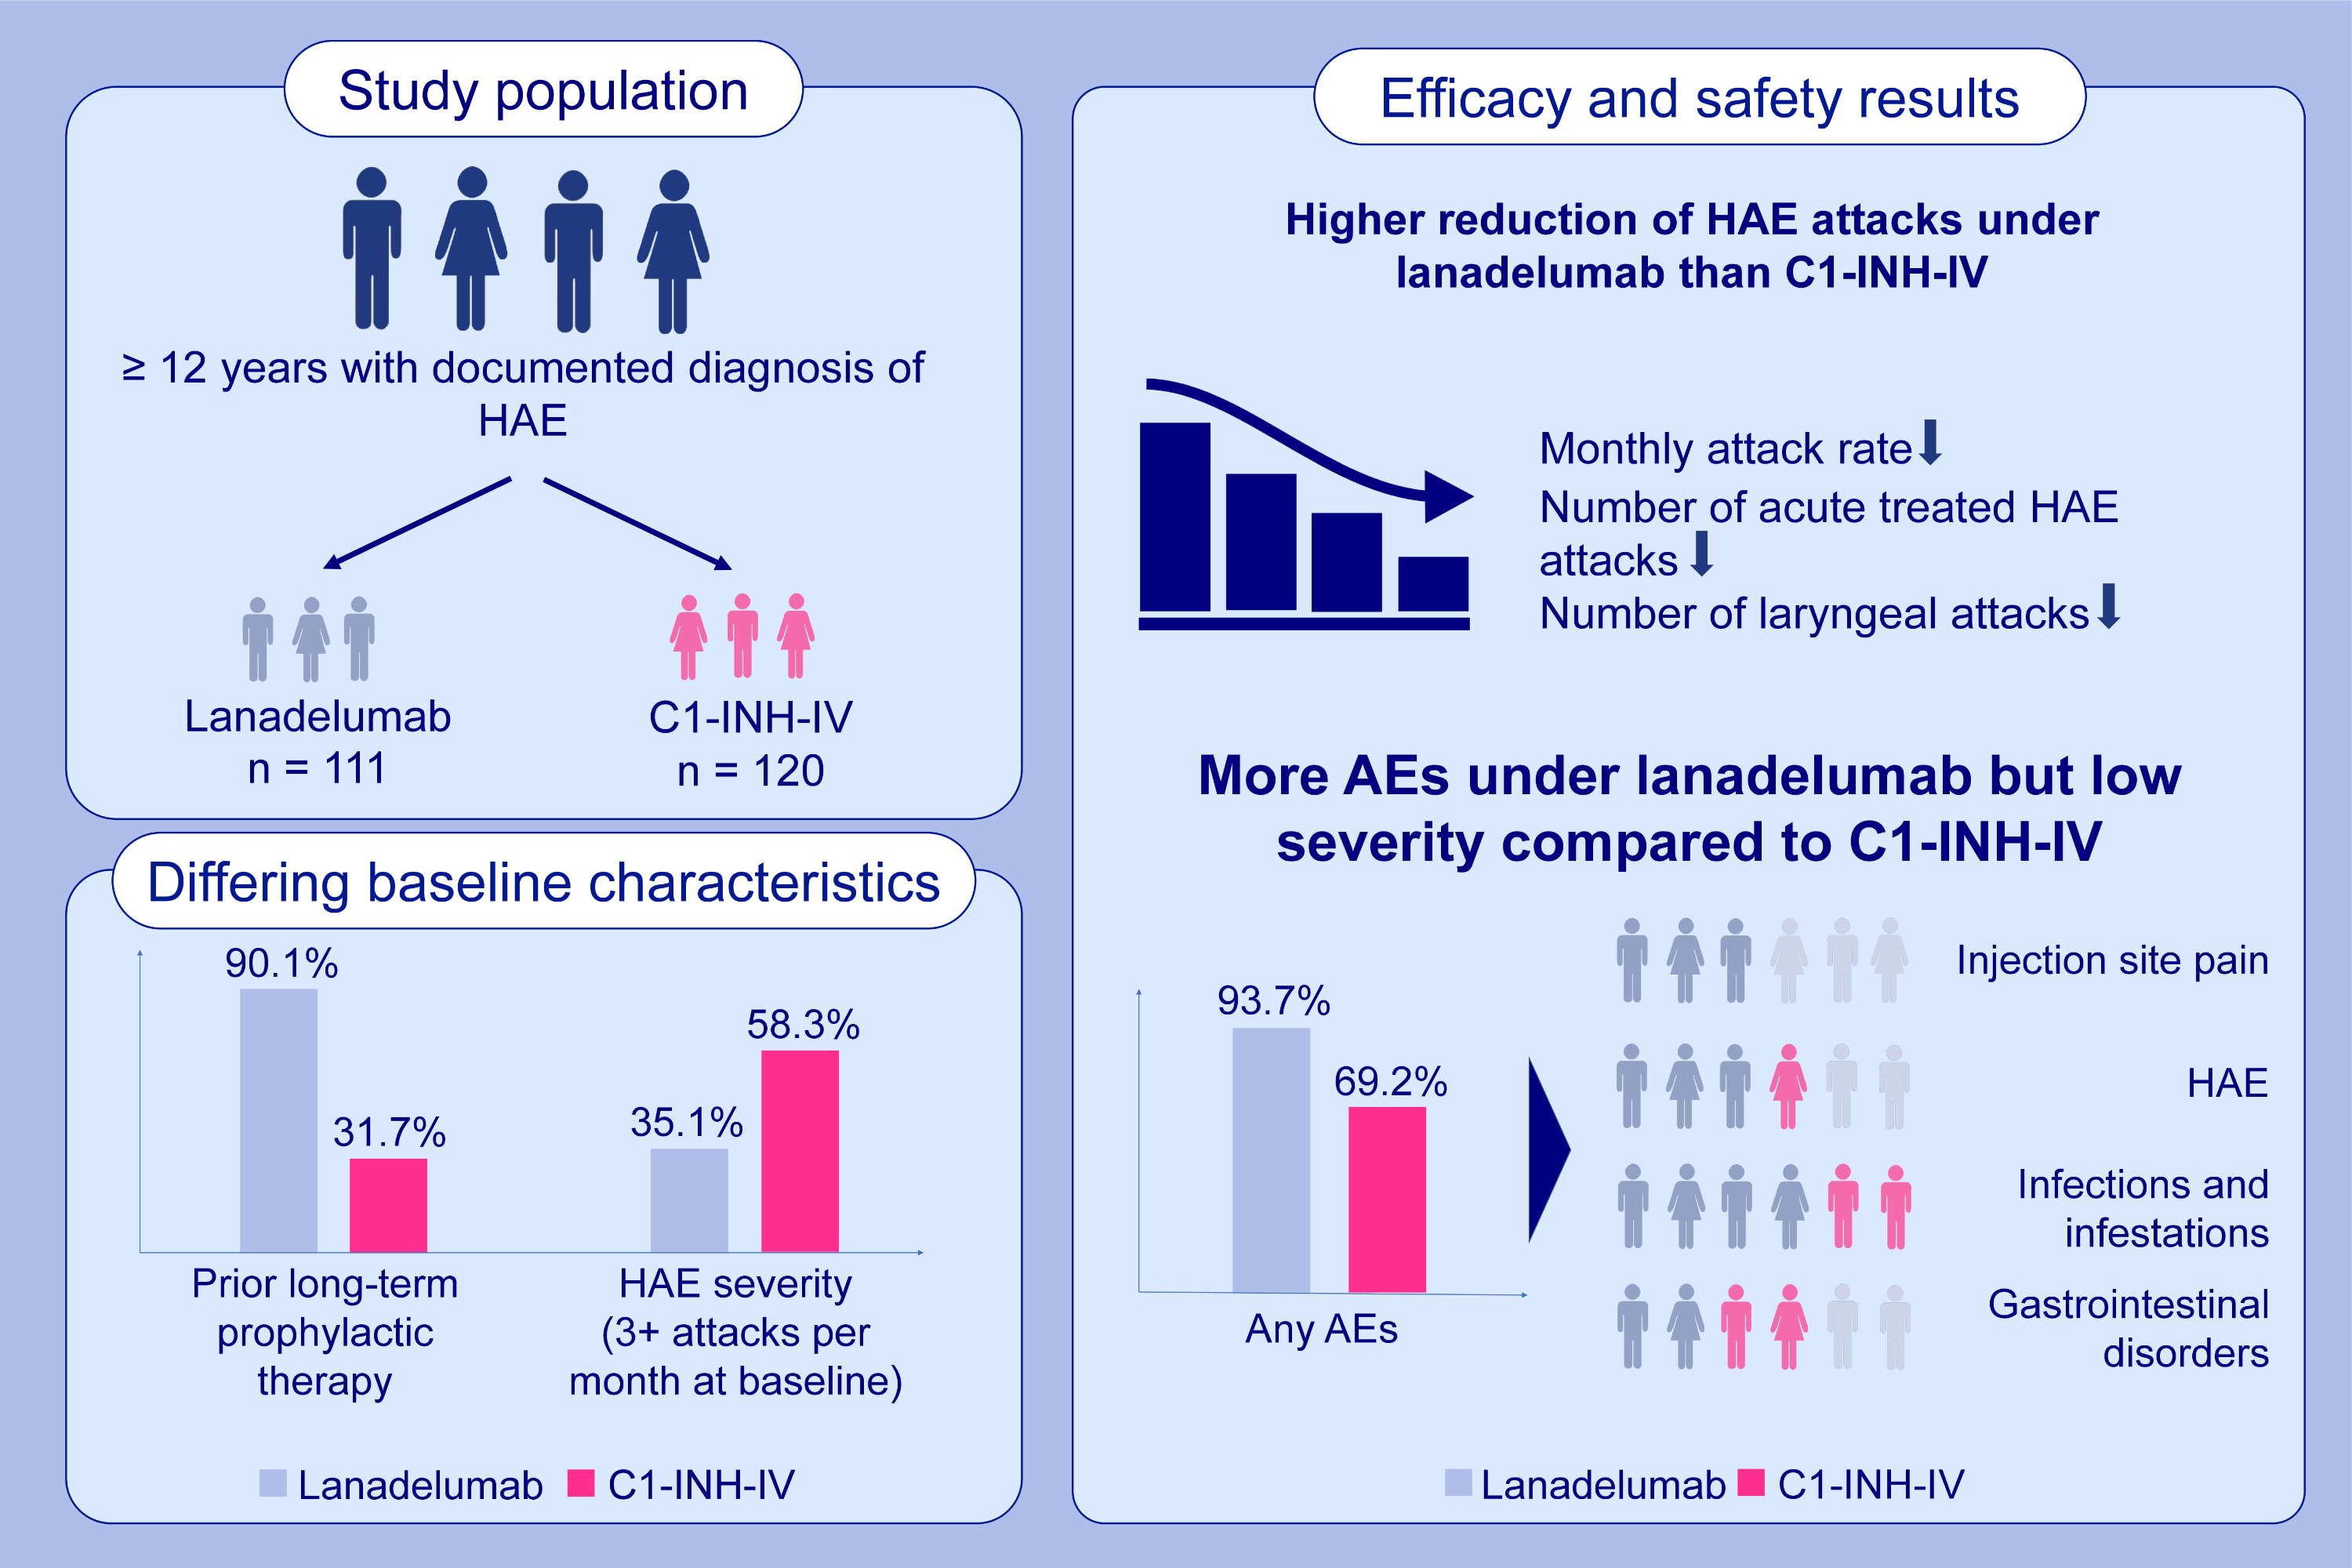 Study population
≥ 12 years with documented diagnosis of
HAE
Lanadelumab
n = 111
C1-INH-IV
n = 120
Differing baseline characteristics
90.1%
31.7%
35.1%
58.3%
Prior long-term
prophylactic
therapy
HAE severity
(3+ attacks per
month at baseline)
Lanadelumab
C1-INH-IV
Efficacy and safety results
Higher reduction of HAE attacks under
lanadelumab than C1-INH-IV
Monthly attack rate
Number of acute treated HAE
attacks
Number of laryngeal attacks
More AEs under lanadelumab but low
severity compared to C1-INH-IV
93.7%
69.2%
Any AEs
Injection site pain
HAE
Infections and
infestations
Gastrointestinal
disorders
Lanadelumab
C1-INH-IV